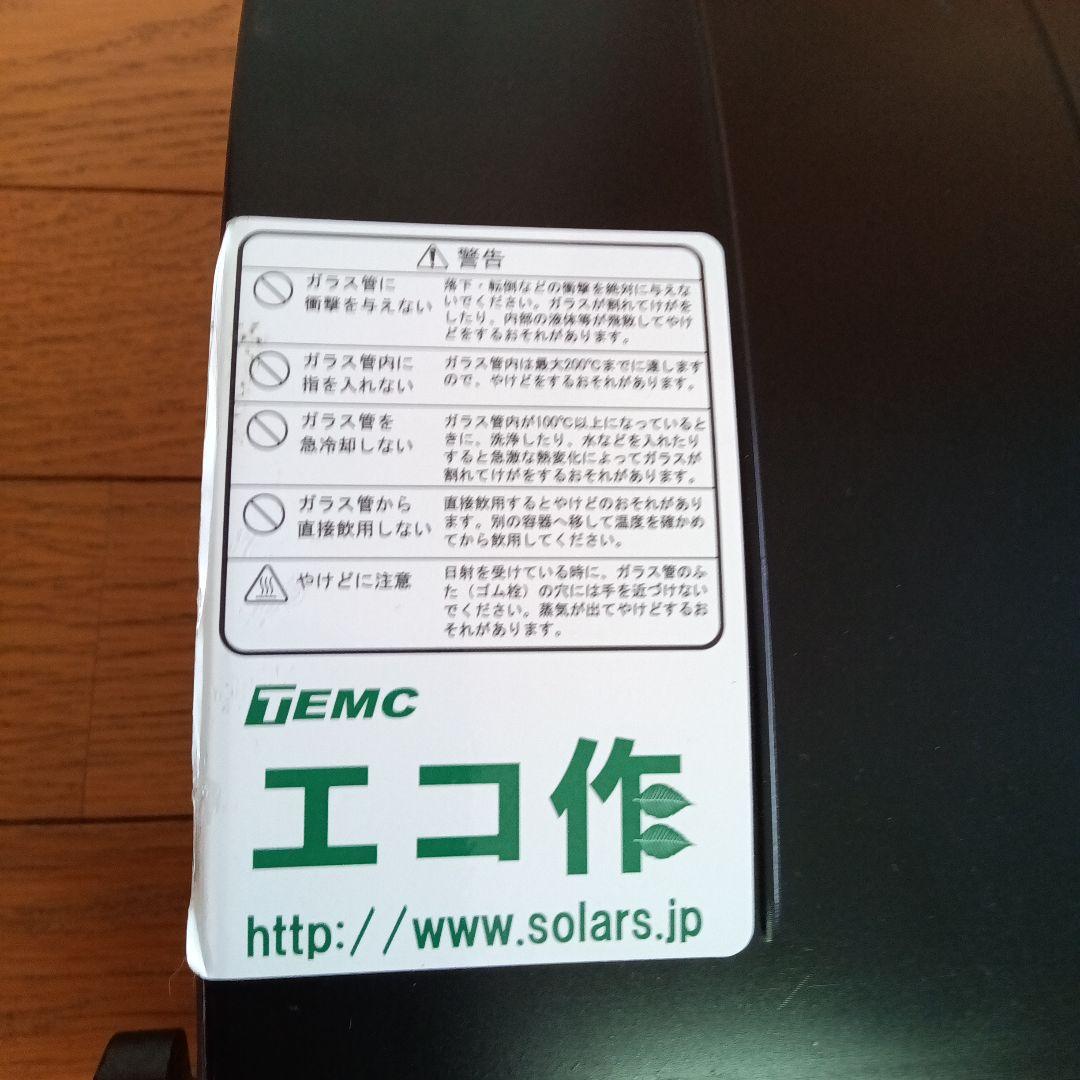 警告
ガラス管に
衝撃を与えない
落下・転倒などの衝撃を絶対に与えな
いでください。ガラスが割れてけがを
したり、内部の液体等が飛散してやけ
どをするおそれがあります。
ガラス管内に
指を入れない
ガラス管内は最大200℃までに達します
ので、やけどをするおそれがあります。
ガラス管を
急冷却しない
ガラス管内が100℃以上になっていると
きに、洗浄したり、水などを入れたり
すると急激な熱変化によってガラスが
割れてけがをするおそれがあります。
ガラス管から
直接飲用しない
直接飲用するとやけどのおそれがあり
ます。別の容器へ移して温度を確かめ
てから飲用してください。
やけどに注意
日射を受けている時に、ガラス管のふ
た（ゴム栓）の穴には手を近づけない
でください。蒸気が出てやけどするお
それがあります。
TEMC
エコ作
http://www.solars.jp